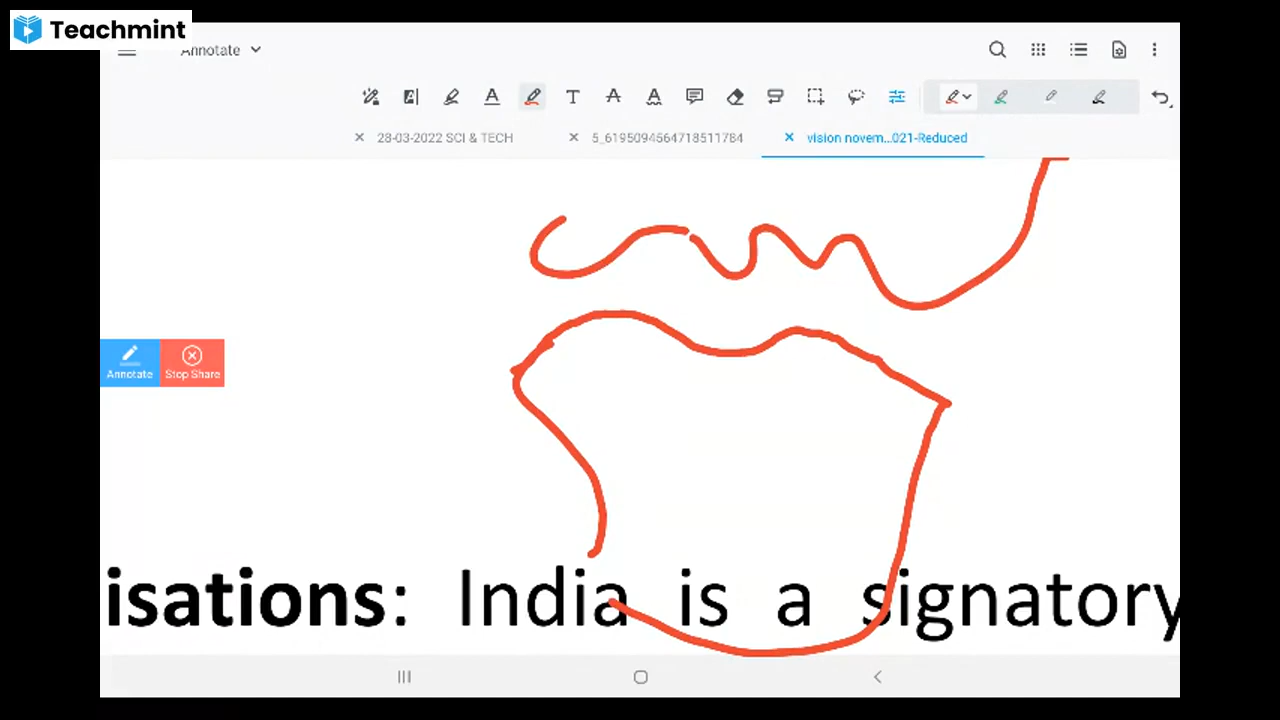 Teachmint
Annotate
28-03-2022 SCI & TECH
5_6195094564718511784
vision novem...021-Reduced
Annotate
Stop Share
isations: India is a signatory